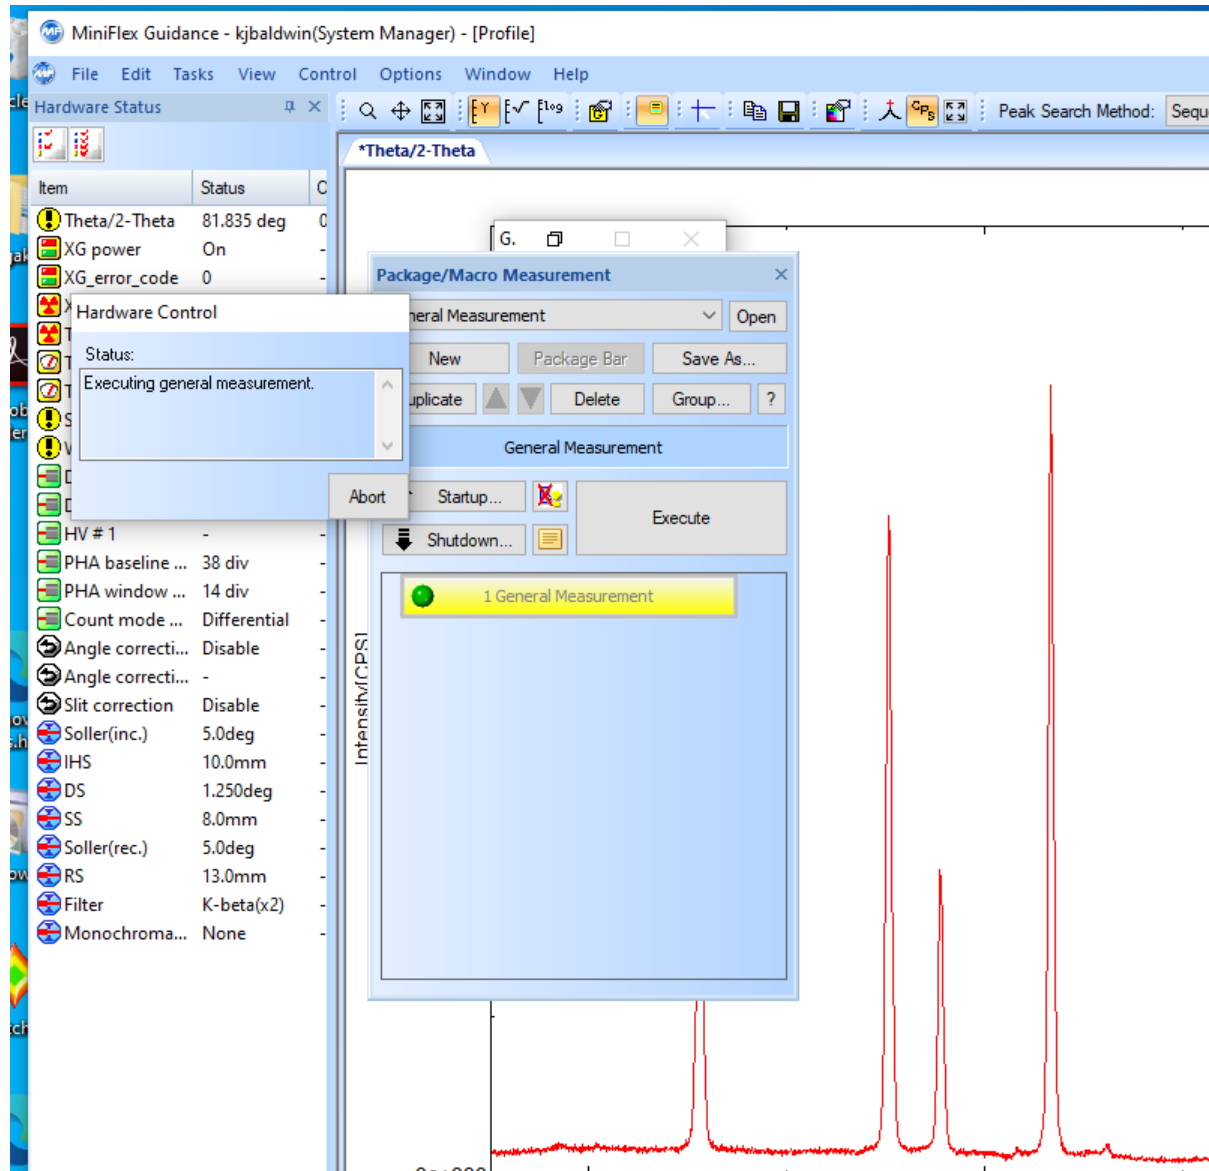 MiniFlex Guidance - kjbaldwin(System Manager) - [Profile]
File Edit Tasks View Control Options Window Help
Hardware Status
Peak Search Method: Sequ
*Theta/2-Theta
Item Status
Theta/2-Theta 81.835 deg 0
XG power On -
XG_error_code 0 -
G.
Package/Macro Measurement
neral Measurement Open
New Package Bar Save As...
uplicate Delete Group... ?
General Measurement
Startup...
Execute
Shutdown...
1 General Measurement
Hardware Control
Status:
Executing general measurement.
Abort
HV # 1 - -
PHA baseline ... 38 div -
PHA window ... 14 div -
Count mode ... Differential -
Angle correcti... Disable -
Angle correcti... - -
Slit correction Disable -
Soller(inc.) 5.0deg -
IHS 10.0mm -
DS 1.250deg -
SS 8.0mm -
Soller(rec.) 5.0deg -
RS 13.0mm -
Filter K-beta(x2) -
Monochroma... None -
Intensity[CPS]